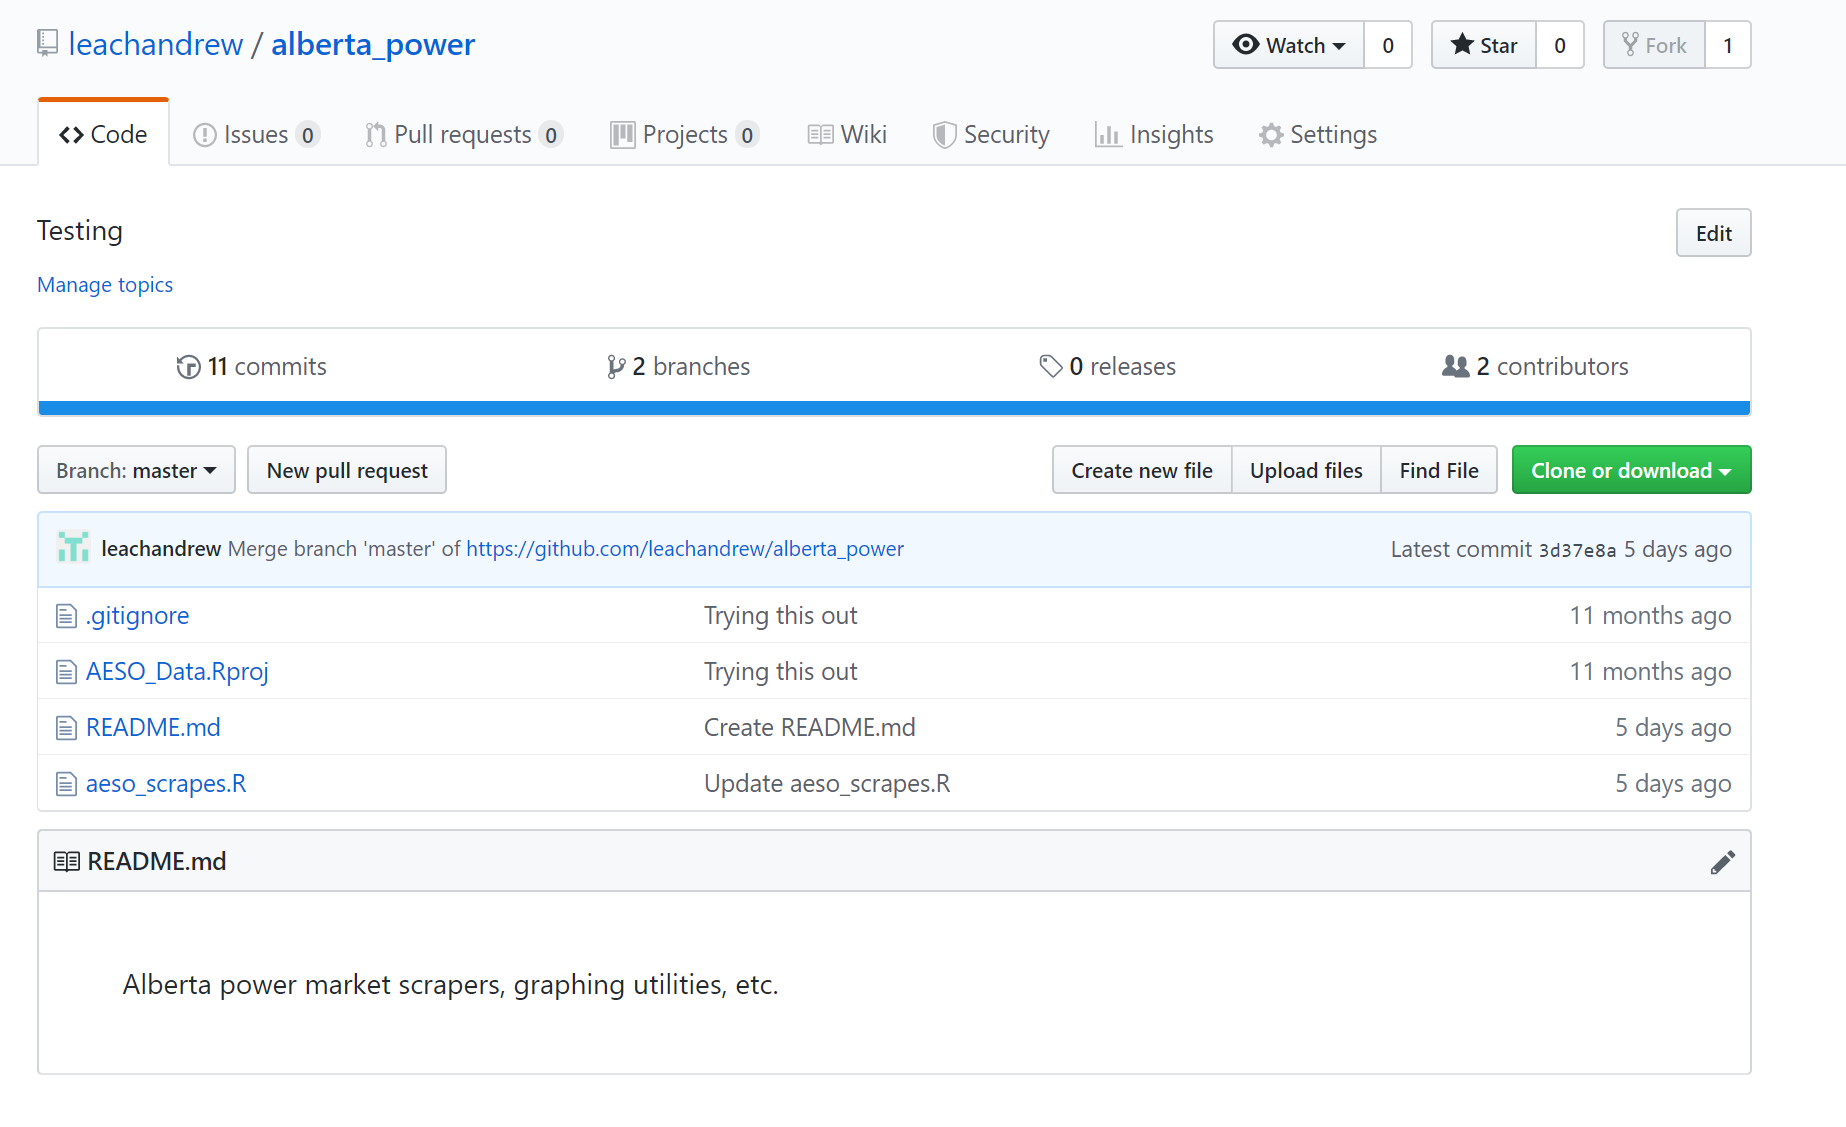 leachandrew / alberta_power
Watch 0 Star 0 Fork 1
Code Issues 0 Pull requests 0 Projects 0 Wiki Security Insights Settings
Testing
Edit
Manage topics
11 commits 2 branches 0 releases 2 contributors
Branch: master New pull request Create new file Upload files Find File Clone or download
leachandrew Merge branch 'master' of https://github.com/leachandrew/alberta_power Latest commit 3d37e8a 5 days ago
.gitignore Trying this out 11 months ago
AESO_Data.Rproj Trying this out 11 months ago
README.md Create README.md 5 days ago
aeso_scrapes.R Update aeso_scrapes.R 5 days ago
README.md
Alberta power market scrapers, graphing utilities, etc.